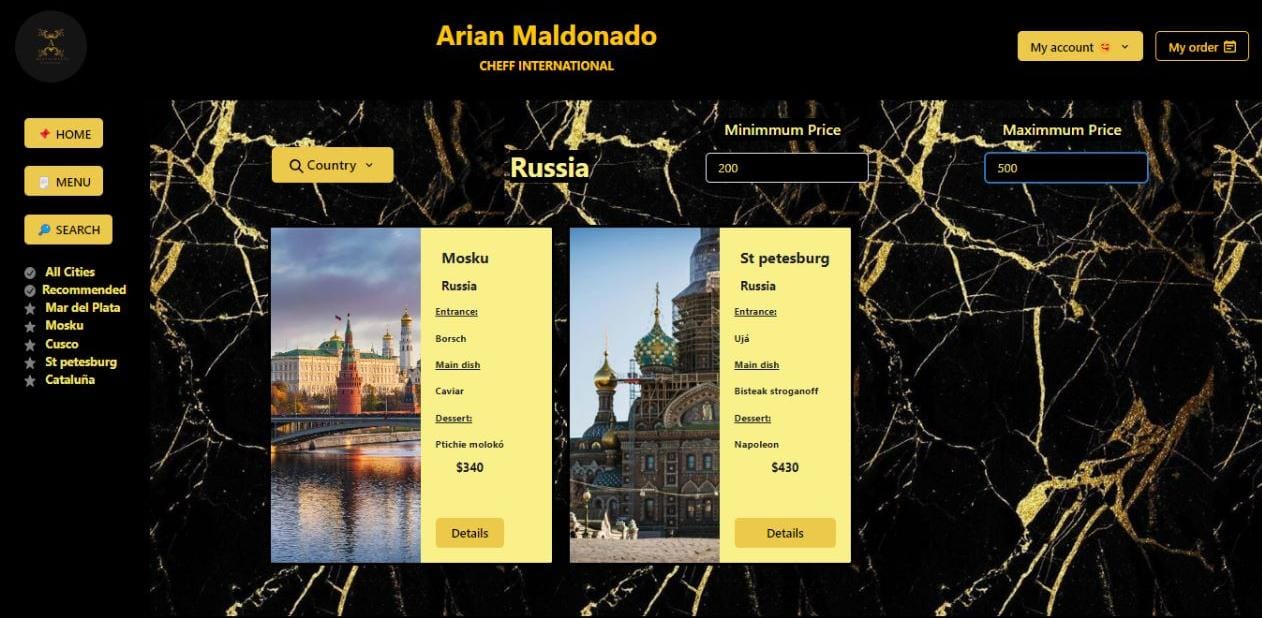 Arian Maldonado
CHEFF INTERNATIONAL
My account
My order
HOME
MENU
SEARCH
All Cities
Recommended
Mar del Plata
Mosku
Cusco
St petesburg
Cataluña
Country
Russia
Minimmum Price
200
Maximmum Price
500
Mosku
Russia
Entrance:
Borsch
Main dish
Caviar
Dessert:
Ptichie molokó
$340
Details
St petesburg
Russia
Entrance:
Ujá
Main dish
Bisteak stroganoff
Dessert:
Napoleon
$430
Details